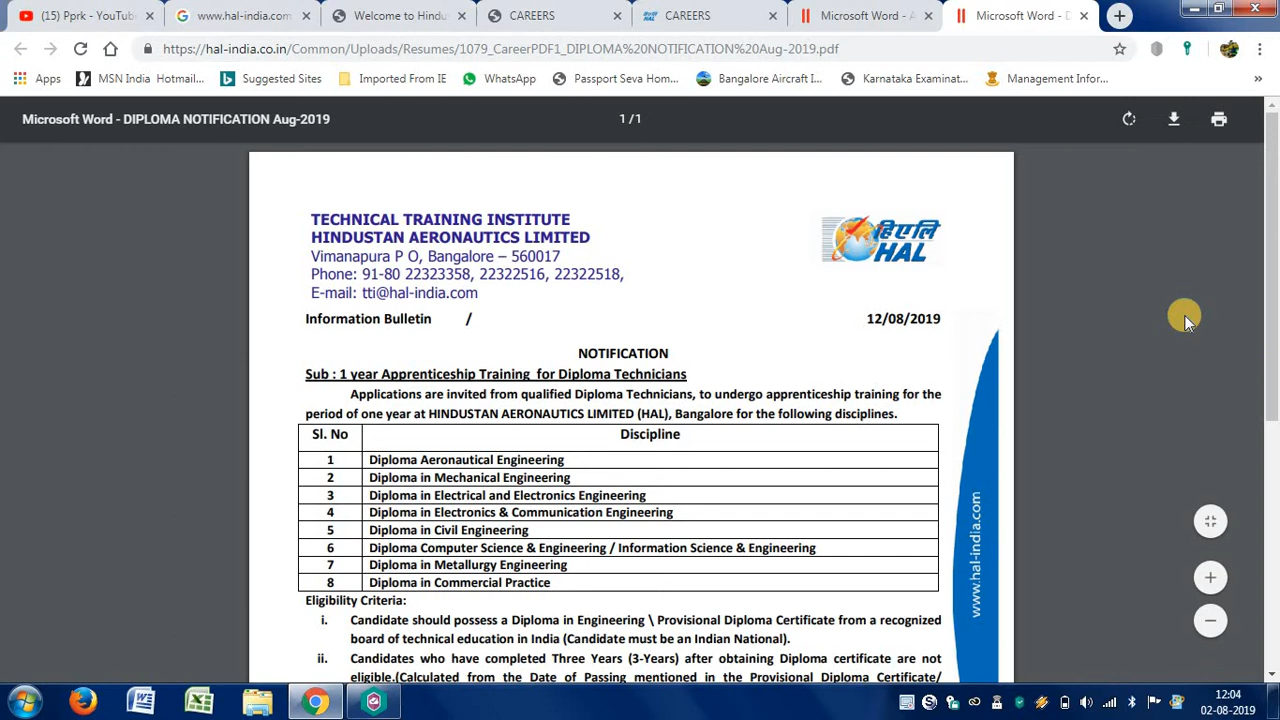 (15) Pprk - YouTube
www.hal-india.com
Welcome to Hindus
CAREERS
CAREERS
Microsoft Word - A
Microsoft Word - D
https://hal-india.co.in/Common/Uploads/Resumes/1079_CareerPDF1_DIPLOMA%20NOTIFICATION%20Aug-2019.pdf
Apps
MSN India Hotmail...
Suggested Sites
Imported From IE
WhatsApp
Passport Seva Hom...
Bangalore Aircraft I...
Karnataka Examinat...
Management Infor...
»
Microsoft Word - DIPLOMA NOTIFICATION Aug-2019
1 / 1
TECHNICAL TRAINING INSTITUTE
HINDUSTAN AERONAUTICS LIMITED
Vimanapura P O, Bangalore – 560017
Phone: 91-80 22323358, 22322516, 22322518,
E-mail: tti@hal-india.com
हिएलि
HAL
Information Bulletin /
12/08/2019
NOTIFICATION
Sub : 1 year Apprenticeship Training for Diploma Technicians
Applications are invited from qualified Diploma Technicians, to undergo apprenticeship training for the
period of one year at HINDUSTAN AERONAUTICS LIMITED (HAL), Bangalore for the following disciplines.
Sl. No Discipline
1 Diploma Aeronautical Engineering
2 Diploma in Mechanical Engineering
3 Diploma in Electrical and Electronics Engineering
4 Diploma in Electronics & Communication Engineering
5 Diploma in Civil Engineering
6 Diploma Computer Science & Engineering / Information Science & Engineering
7 Diploma in Metallurgy Engineering
8 Diploma in Commercial Practice
www.hal-india.com
Eligibility Criteria:
i. Candidate should possess a Diploma in Engineering \ Provisional Diploma Certificate from a recognized
board of technical education in India (Candidate must be an Indian National).
ii. Candidates who have completed Three Years (3-Years) after obtaining Diploma certificate are not
eligible.(Calculated from the Date of Passing mentioned in the Provisional Diploma Certificate/
12:04
02-08-2019